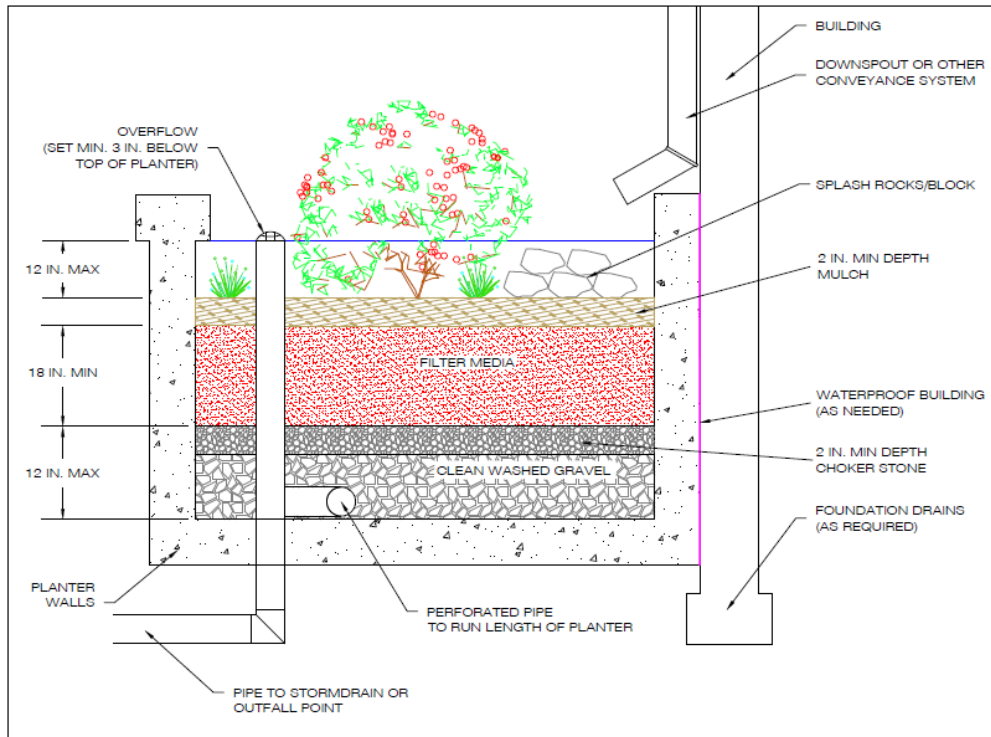 BUILDING
DOWNSPOUT OR OTHER
CONVEYANCE SYSTEM
OVERFLOW
(SET MIN. 3 IN. BELOW
TOP OF PLANTER)
SPLASH ROCKS/BLOCK
12 IN. MAX
2 IN. MIN DEPTH
MULCH
FILTER MEDIA
18 IN. MIN
WATERPROOF BUILDING
(AS NEEDED)
2 IN. MIN DEPTH
CHOKER STONE
CLEAN WASHED GRAVEL
12 IN. MAX
FOUNDATION DRAINS
(AS REQUIRED)
PLANTER
WALLS
PERFORATED PIPE
TO RUN LENGTH OF PLANTER
PIPE TO STORMDRAIN OR
OUTFALL POINT